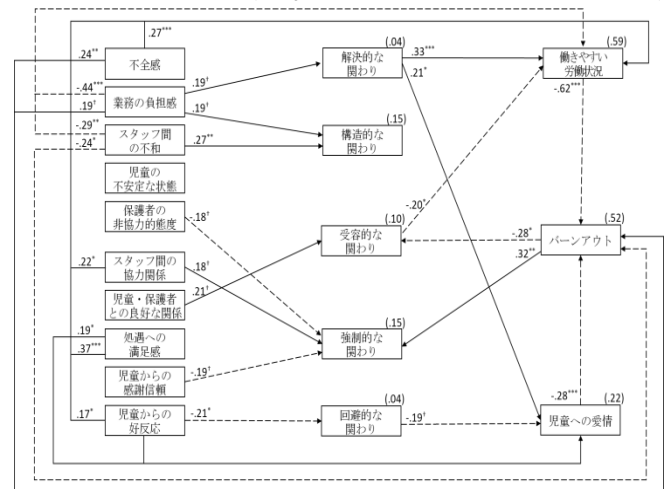 .27***
(.04)
(.59)
.24**
不全感
解決的な
関わり
.33***
働きやすい
労働状況
.21*
-.44***
.19†
業務の負担感
.19†
.19†
-.62***
(.15)
-.29**
-.24*
スタッフ間
の不和
.27**
構造的な
関わり
児童の
不安定な状態
保護者の
非協力的態度
-.18†
-.20*
(.10)
(.52)
受容的な
関わり
-.28*
バーンアウト
.22*
スタッフ間の
協力関係
.18†
.32**
児童・保護者
との良好な関係
.21†
(.15)
.19*
.37***
処遇への
満足感
強制的な
関わり
児童からの
感謝信頼
-.19†
-.28***
(.04)
(.22)
.17*
児童からの
好反応
-.21*
回避的な
関わり
-.19†
児童への愛情